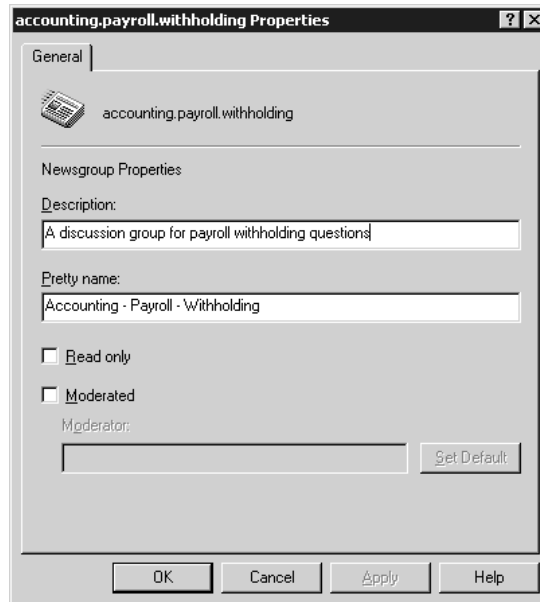 accounting.payroll.withholding Properties
General
accounting.payroll.withholding
Newsgroup Properties
Description:
A discussion group for payroll withholding questions
Pretty name:
Accounting - Payroll - Withholding
Read only
Moderated
Moderator:
Set Default
OK Cancel Apply Help